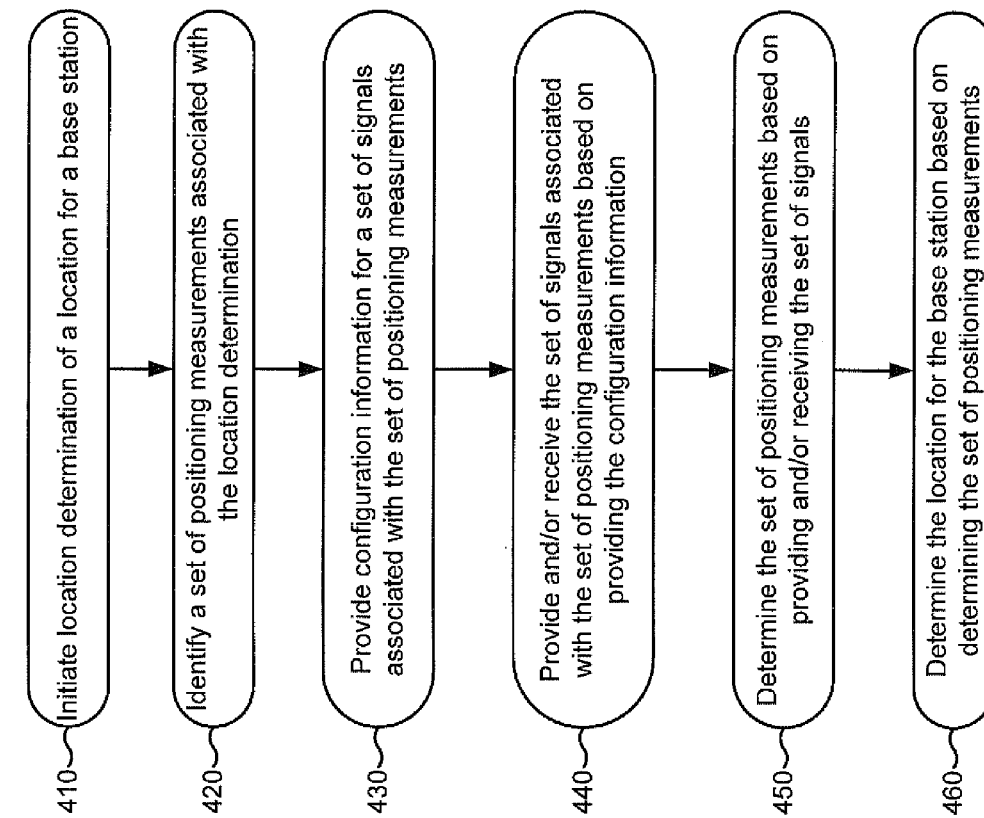 410
Initiate location determination of a location for a base station
420
Identify a set of positioning measurements associated with
the location determination
430
Provide configuration information for a set of signals
associated with the set of positioning measurements
440
Provide and/or receive the set of signals associated
with the set of positioning measurements based on
providing the configuration information
450
Determine the set of positioning measurements based on
providing and/or receiving the set of signals
460
Determine the location for the base station based on
determining the set of positioning measurements